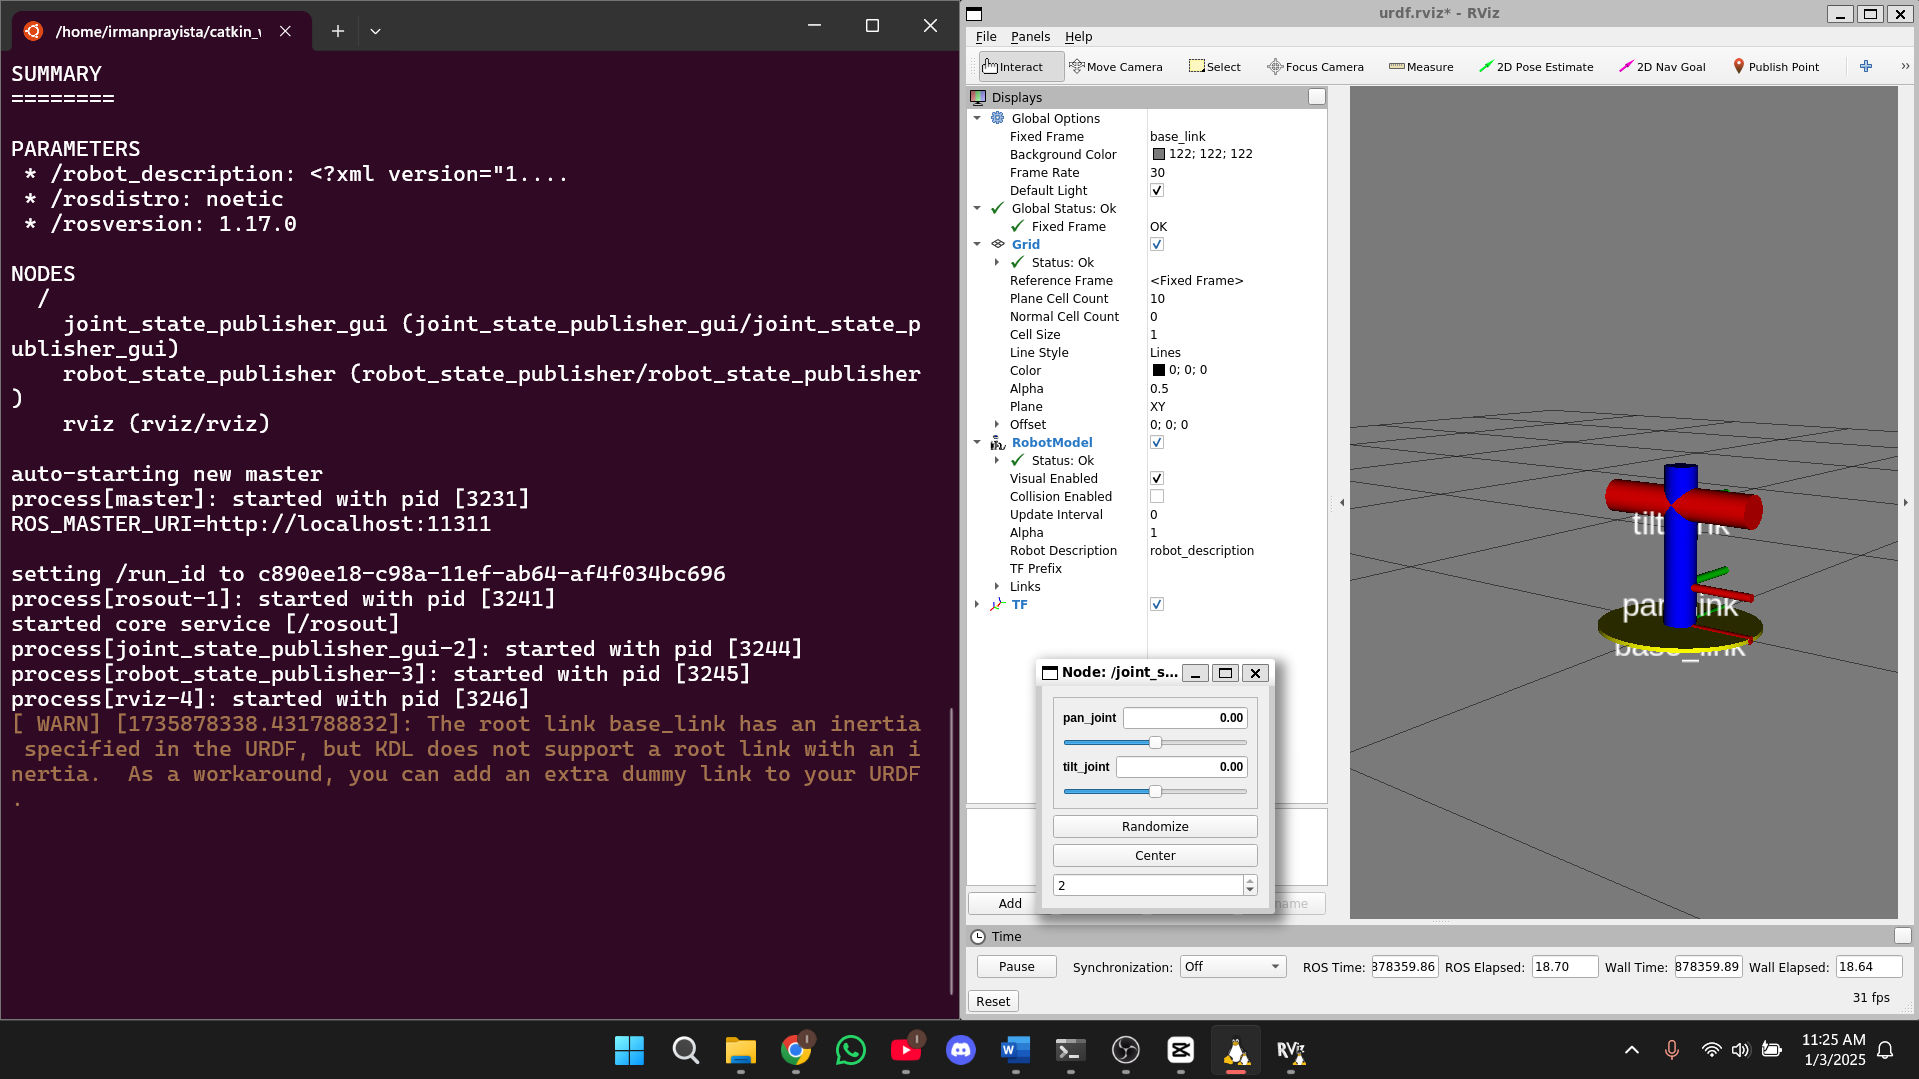 /home/irmanprayista/catkin_v
SUMMARY
========
PARAMETERS
* /robot_description: <?xml version="1....
* /rosdistro: noetic
* /rosversion: 1.17.0
NODES
/
joint_state_publisher_gui (joint_state_publisher_gui/joint_state_p
ublisher_gui)
robot_state_publisher (robot_state_publisher/robot_state_publisher
)
rviz (rviz/rviz)
auto-starting new master
process[master]: started with pid [3231]
ROS_MASTER_URI=http://localhost:11311
setting /run_id to c890ee18-c98a-11ef-ab64-af4f034bc696
process[rosout-1]: started with pid [3241]
started core service [/rosout]
process[joint_state_publisher_gui-2]: started with pid [3244]
process[robot_state_publisher-3]: started with pid [3245]
process[rviz-4]: started with pid [3246]
[ WARN] [1735878338.431788832]: The root link base_link has an inertia
specified in the URDF, but KDL does not support a root link with an i
nertia.  As a workaround, you can add an extra dummy link to your URDF
.
urdf.rviz* - RViz
File Panels Help
Interact Move Camera Select Focus Camera Measure 2D Pose Estimate 2D Nav Goal Publish Point
Displays
Global Options
Fixed Frame base_link
Background Color 122; 122; 122
Frame Rate 30
Default Light
Global Status: Ok
Fixed Frame OK
Grid
Status: Ok
Reference Frame <Fixed Frame>
Plane Cell Count 10
Normal Cell Count 0
Cell Size 1
Line Style Lines
Color 0; 0; 0
Alpha 0.5
Plane XY
Offset 0; 0; 0
RobotModel
Status: Ok
Visual Enabled
Collision Enabled
Update Interval 0
Alpha 1
Robot Description robot_description
TF Prefix
Links
TF
Add
Node: /joint_s...
pan_joint 0.00
tilt_joint 0.00
Randomize
Center
2
base_link
Time
Pause Synchronization: Off ROS Time: 878359.86 ROS Elapsed: 18.70 Wall Time: 878359.89 Wall Elapsed: 18.64
Reset 31 fps
RViz
11:25 AM
1/3/2025